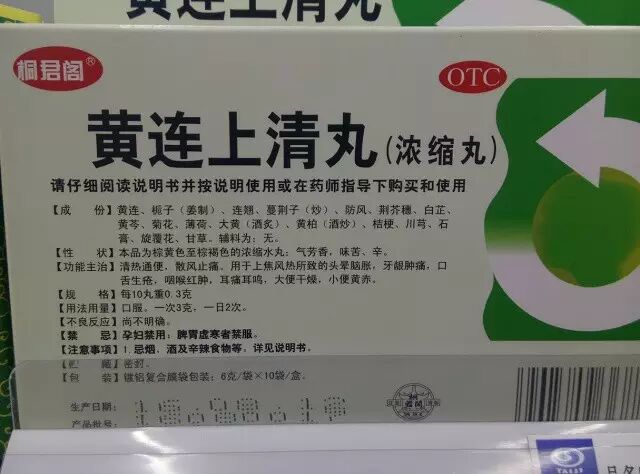 黄连上清丸
桐君阁®
OTC
黄连上清丸(浓缩丸)
请仔细阅读说明书并按说明使用或在药师指导下购买和使用
【成 份】黄连、栀子(姜制)、连翘、蔓荆子(炒)、防风、荆芥穗、白芷、
黄芩、菊花、薄荷、大黄(酒炙)、黄柏(酒炒)、桔梗、川芎、石
膏、旋覆花、甘草。辅料为:无。
【性 状】本品为棕黄色至棕褐色的浓缩水丸;气芳香,味苦、辛。
【功能主治】清热通便,散风止痛。用于上焦风热所致的头晕脑胀,牙龈肿痛,口
舌生疮,咽喉红肿,耳痛耳鸣,大便干燥,小便黄赤。
【规 格】每10丸重0.3克
【用法用量】口服。一次3克,一日2次。
【不良反应】尚不明确。
【禁 忌】孕妇禁用;脾胃虚寒者禁服。
【注意事项】1.忌烟、酒及辛辣食物等,详见说明书。
【贮 藏】密封。
【包 装】镀铝复合膜袋包装:6克/袋×10袋/盒。
生产日期:
产品批号: